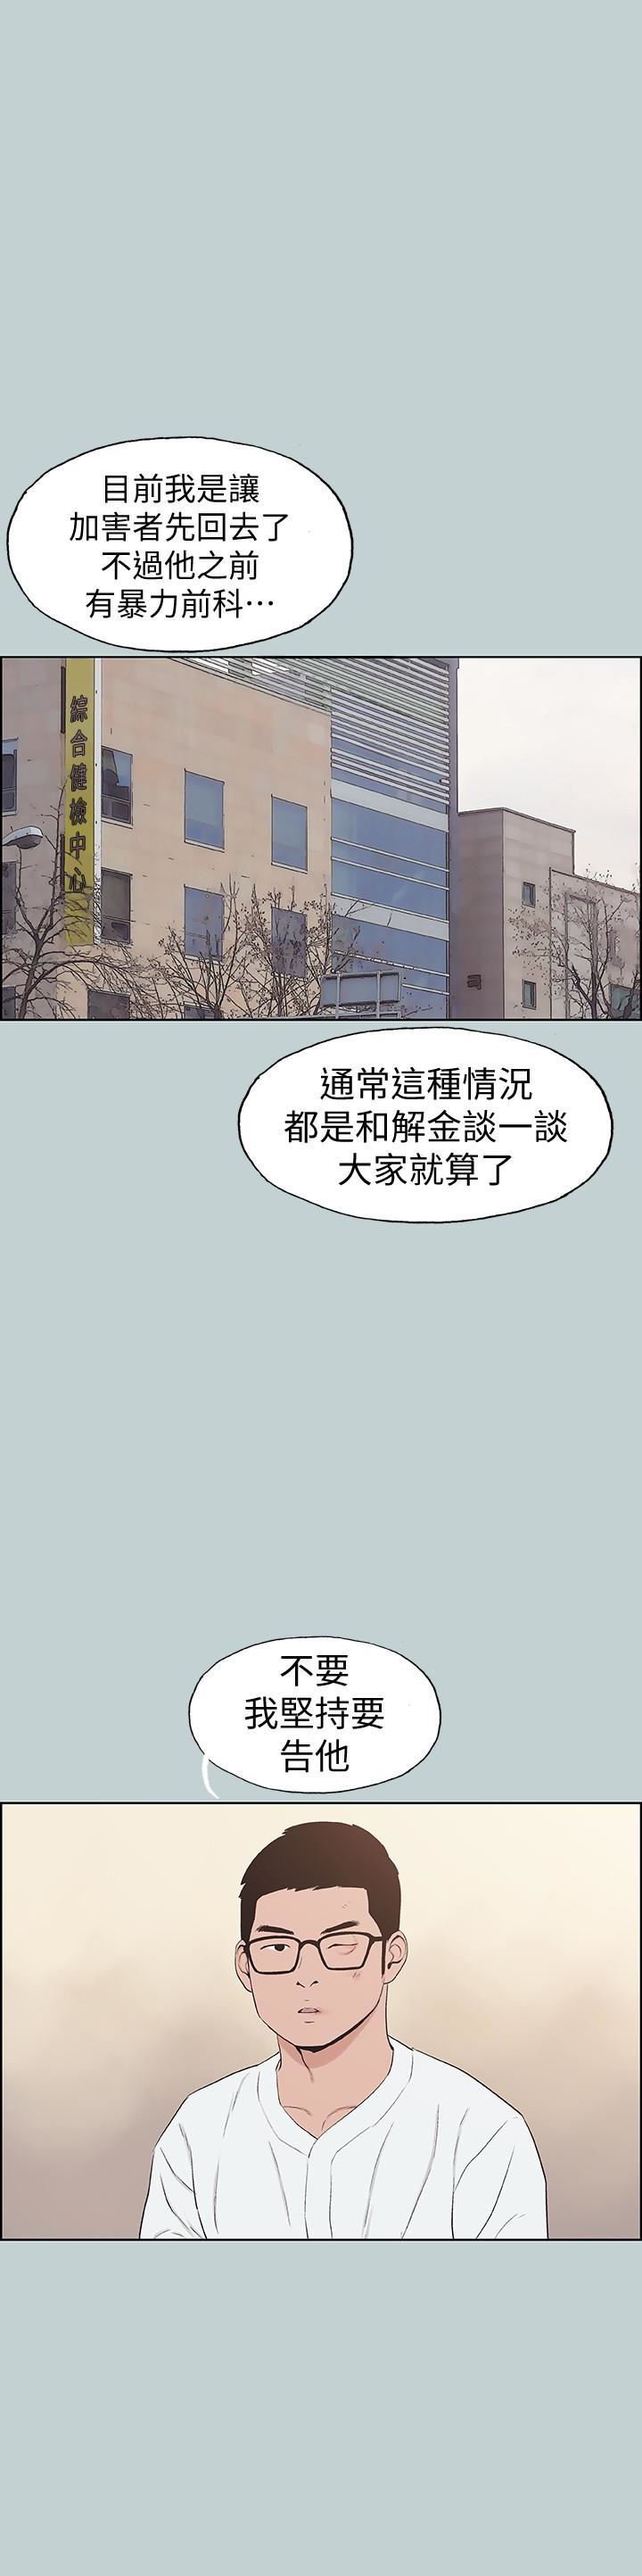 目前我是讓
加害者先回去了
不過他之前
有暴力前科⋯
綜合健檢中心
通常這種情況
都是和解金談一談
大家就算了
不要
我堅持要
告他